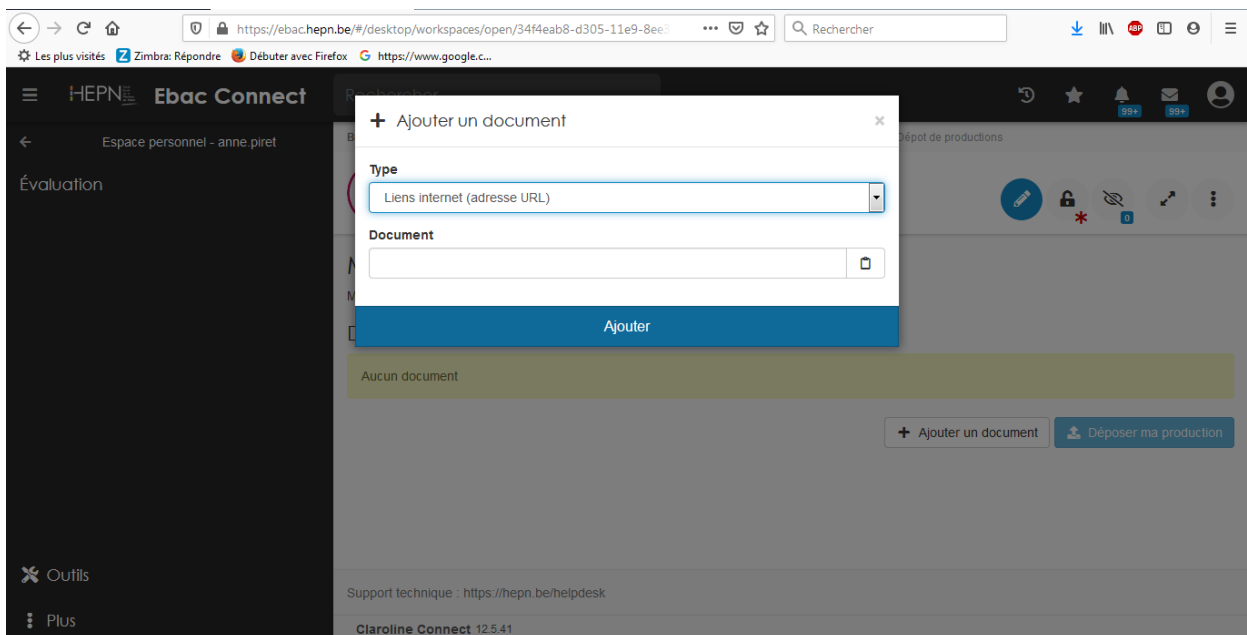 https://ebac.hepn.be/#/desktop/workspaces/open/34f4eab8-d305-11e9-8ee3
Rechercher
ABP
Les plus visités
Z Zimbra: Répondre
Débuter avec Firefox
G https://www.google.c...
HEPN
Ebac Connect
Rechercher
99+
99+
Espace personnel - anne.piret
Dépot de productions
Évaluation
+ Ajouter un document ×
Type
Liens internet (adresse URL)
0
Document
Ajouter
Aucun document
+ Ajouter un document
Déposer ma production
Outils
Support technique : https://hepn.be/helpdesk
Plus
Claroline Connect 12.5.41